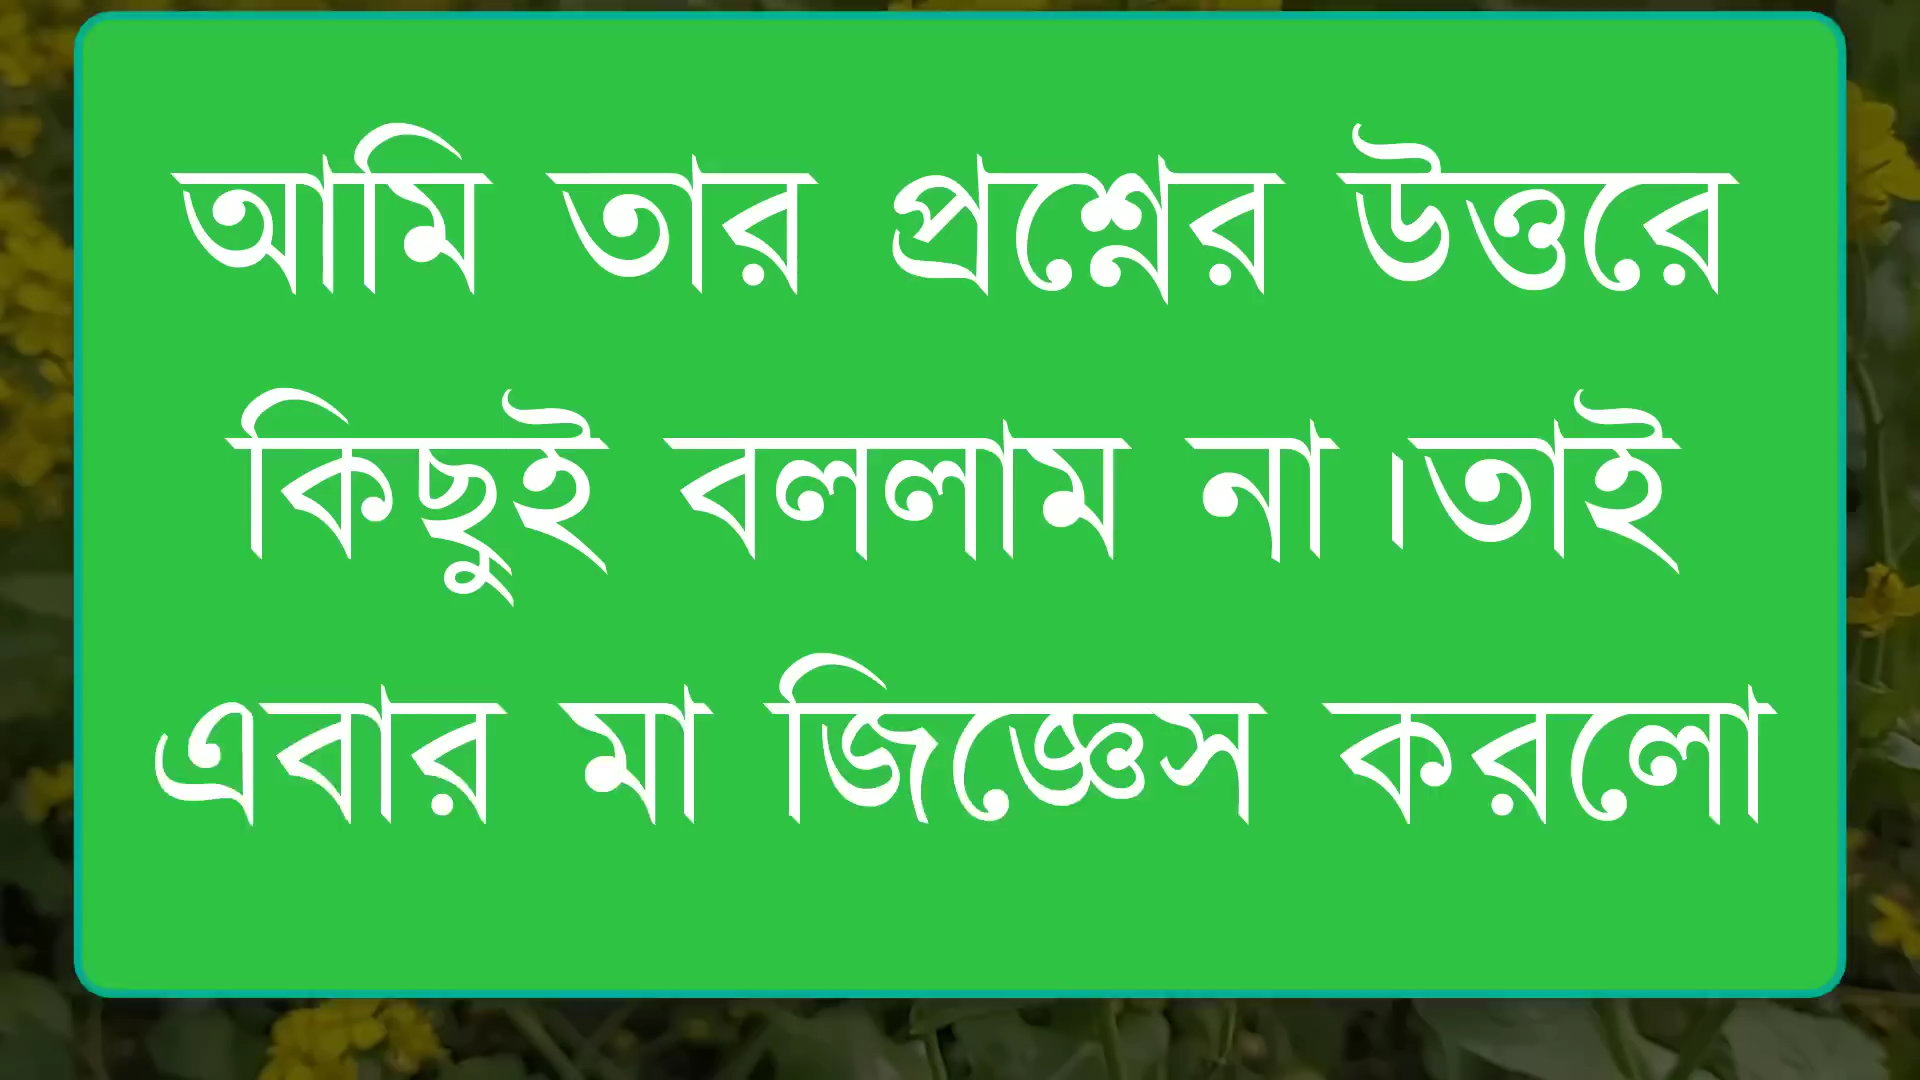 আমি তার প্রশ্নের উত্তরে
কিছুই বললাম না।তাই
এবার মা জিজ্ঞেস করলো